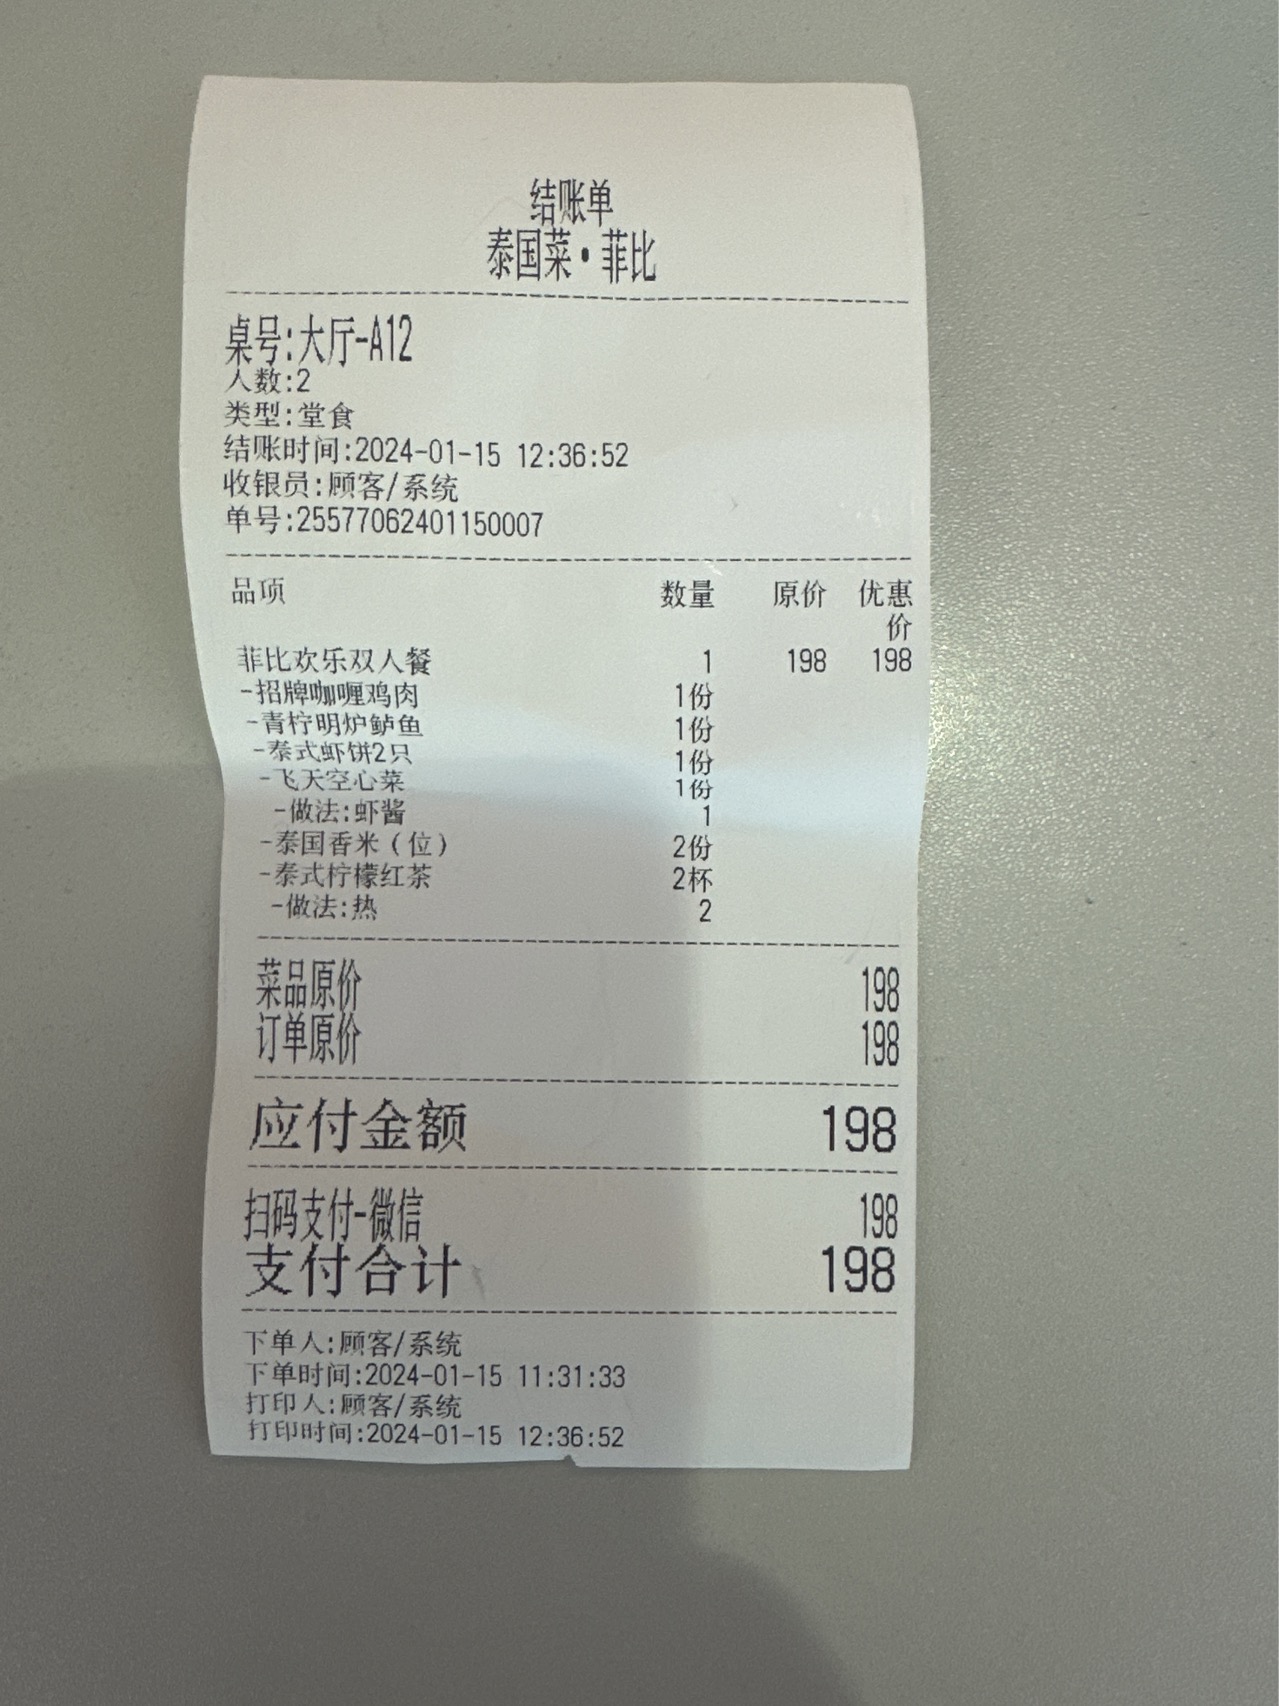 结账单
泰国菜·菲比
桌号:大厅-A12
人数:2
类型:堂食
结账时间:2024-01-15 12:36:52
收银员:顾客/系统
单号:25577062401150007
品项 数量 原价 优惠
价
菲比欢乐双人餐 1 198 198
-招牌咖喱鸡肉 1份
-青柠明炉鲈鱼 1份
-泰式虾饼2只 1份
-飞天空心菜 1份
-做法:虾酱 1
-泰国香米(位) 2份
-泰式柠檬红茶 2杯
-做法:热 2
菜品原价 198
订单原价 198
应付金额 198
扫码支付-微信 198
支付合计 198
下单人:顾客/系统
下单时间:2024-01-15 11:31:33
打印人:顾客/系统
打印时间:2024-01-15 12:36:52